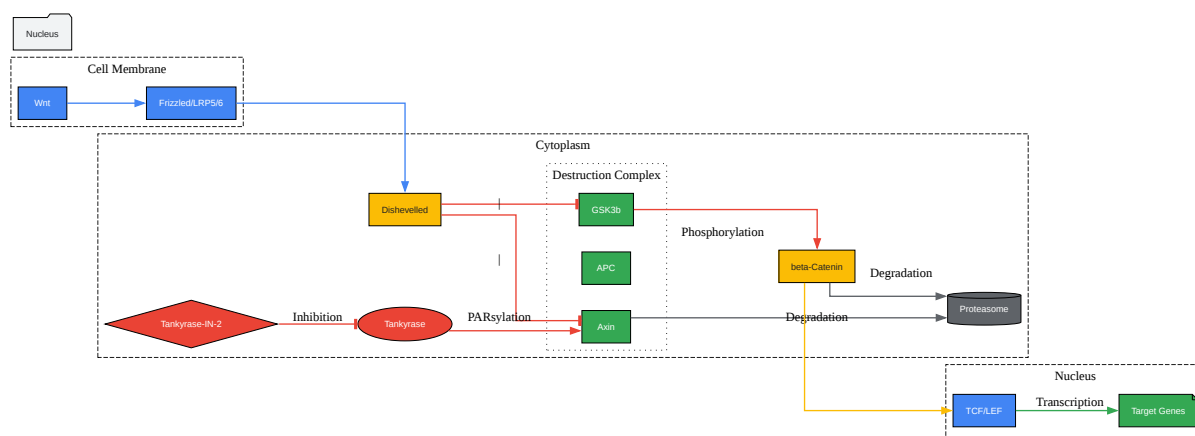 Nucleus
Cell Membrane
Wnt
Frizzled/LRP5/6
Cytoplasm
Destruction Complex
Dishevelled
|
GSK3b
Phosphorylation
|
APC
beta-Catenin
Degradation
Tankyrase-IN-2
Inhibition
Tankyrase
PARsylation
Axin
Degradation
Proteasome
Nucleus
TCF/LEF
Transcription
Target Genes